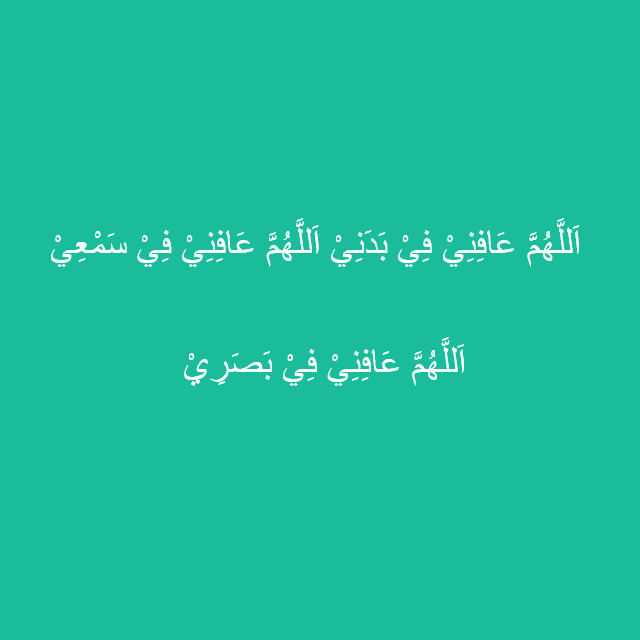 اَللَّهُمَّ عَافِنِيْ فِيْ بَدَنِيْ اَللَّهُمَّ عَافِنِيْ فِيْ سَمْعِيْ
اَللَّهُمَّ عَافِنِيْ فِيْ بَصَرِيْ